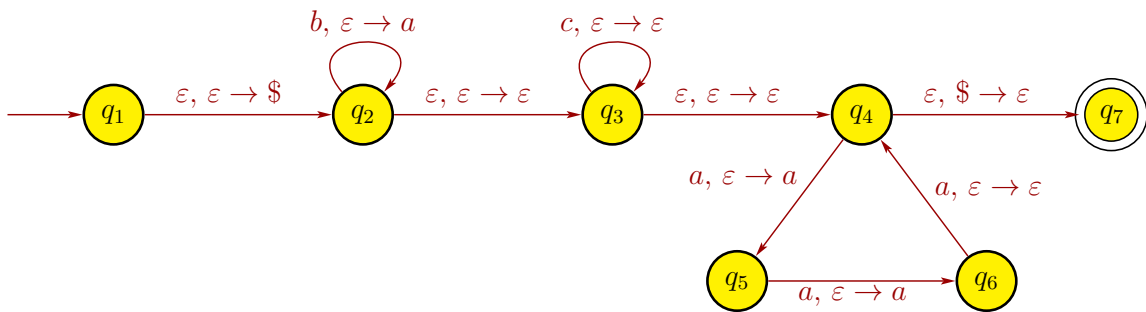 b, ε → a
c, ε → ε
ε, ε → $
ε, ε → ε
ε, ε → ε
ε, $ → ε
q1
q2
q3
q4
q7
a, ε → a
a, ε → ε
q5
a, ε → a
q6